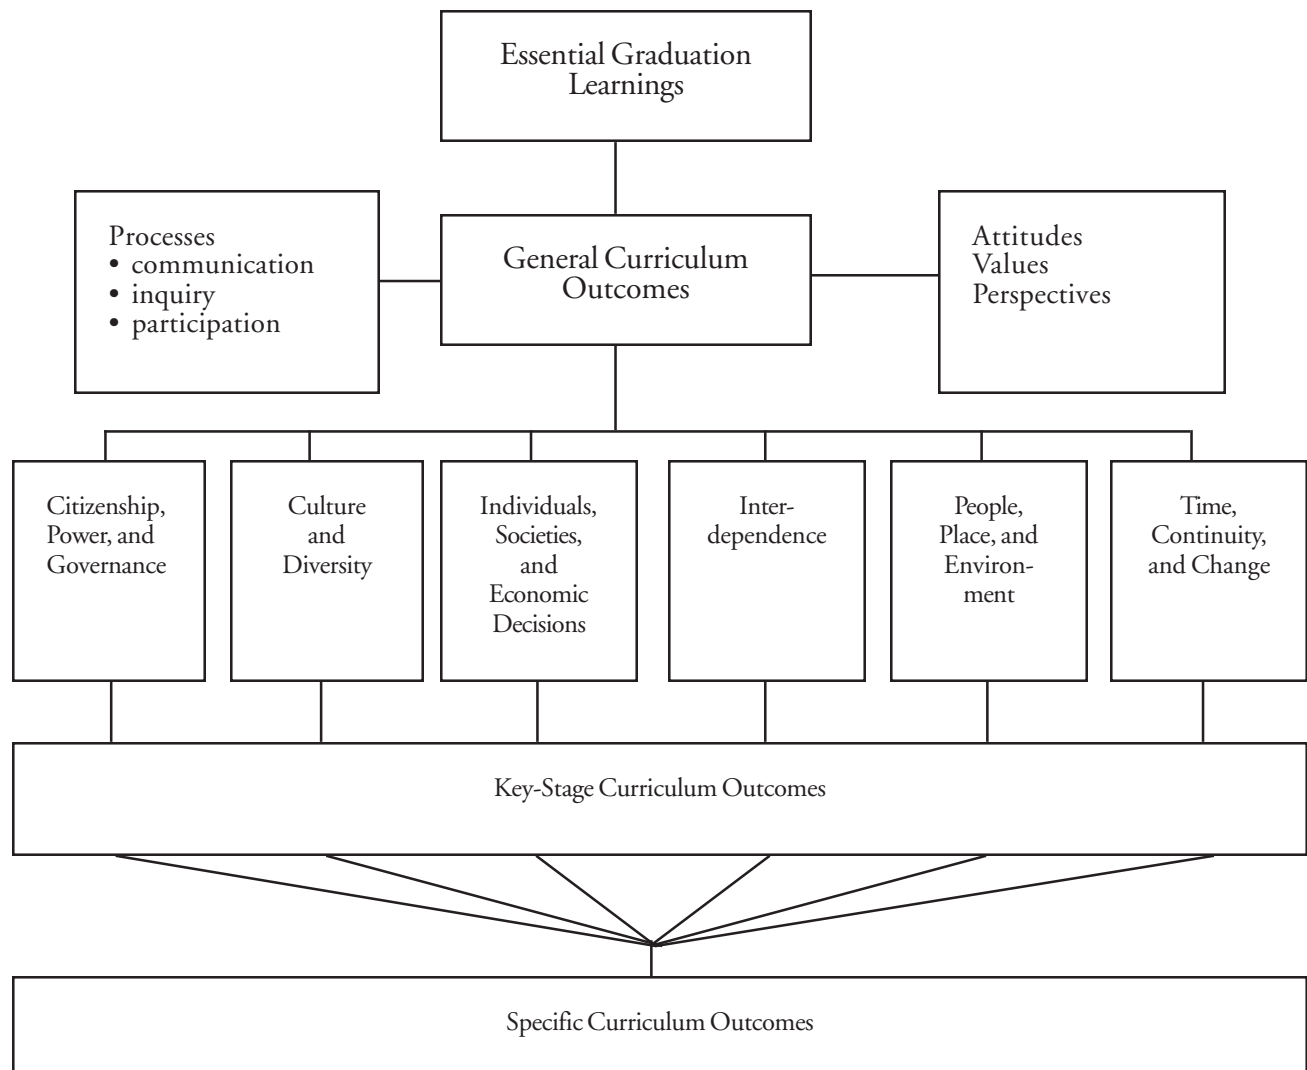 Essential Graduation
Learnings
Processes
• communication
• inquiry
• participation
General Curriculum
Outcomes
Attitudes
Values
Perspectives
Citizenship,
Power, and
Governance
Culture
and
Diversity
Individuals,
Societies,
and
Economic
Decisions
Inter-
dependence
People,
Place, and
Environ-
ment
Time,
Continuity,
and Change
Key-Stage Curriculum Outcomes
Specific Curriculum Outcomes